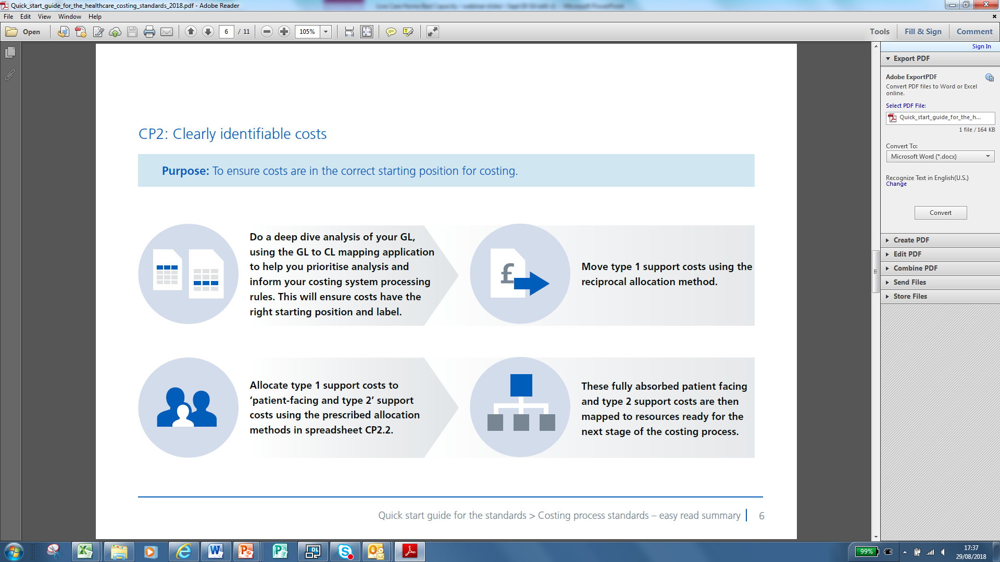 Quick_start_guide_for_the_healthcare_costing_standards_2018.pdf - Adobe Reader
File Edit View Window Help
Open 6 / 11 105% Tools Fill & Sign Comment
Sign In
Export PDF
Adobe ExportPDF
Convert PDF files to Word or Excel
online.
Select PDF File:
Quick_start_guide_for_the_h...
1 file / 164 KB
Convert To:
Microsoft Word (*.docx)
Recognize Text in English(U.S.)
Change
Convert
Create PDF
Edit PDF
Combine PDF
Send Files
Store Files
CP2: Clearly identifiable costs
Purpose: To ensure costs are in the correct starting position for costing.
Do a deep dive analysis of your GL,
using the GL to CL mapping application
to help you prioritise analysis and
inform your costing system processing
rules. This will ensure costs have the
right starting position and label.
£
Move type 1 support costs using the
reciprocal allocation method.
Allocate type 1 support costs to
‘patient-facing and type 2’ support
costs using the prescribed allocation
methods in spreadsheet CP2.2.
These fully absorbed patient facing
and type 2 support costs are then
mapped to resources ready for the
next stage of the costing process.
Quick start guide for the standards > Costing process standards – easy read summary 6
99%
17:37
29/08/2018